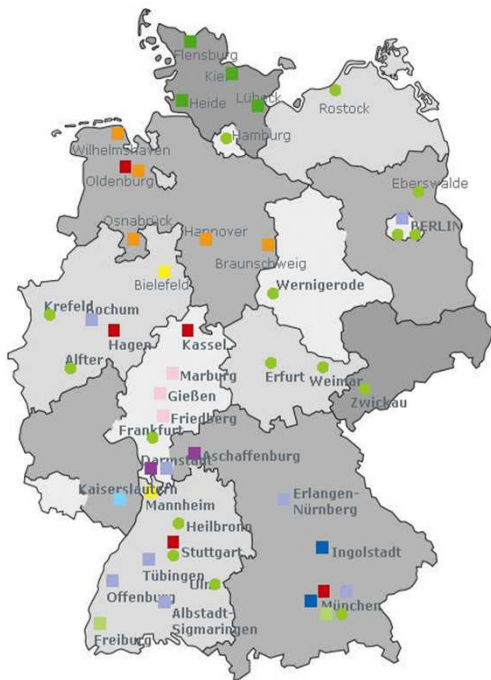 Flensburg
Kiel
Heide
Lübeck
Rostock
Hamburg
Wilhelmshaven
Oldenburg
Eberswalde
Osnabrück
Hannover
BERLIN
Braunschweig
Bielefeld
Wernigerode
Krefeld
Bochum
Hagen
Kassel
Alfter
Marburg
Erfurt
Weimar
Gießen
Zwickau
Friedberg
Frankfurt
Darmstadt
Aschaffenburg
Kaiserslautern
Mannheim
Erlangen-
Nürnberg
Heilbronn
Stuttgart
Ingolstadt
Tübingen
Ulm
Offenburg
München
Albstadt-
Sigmaringen
Freiburg